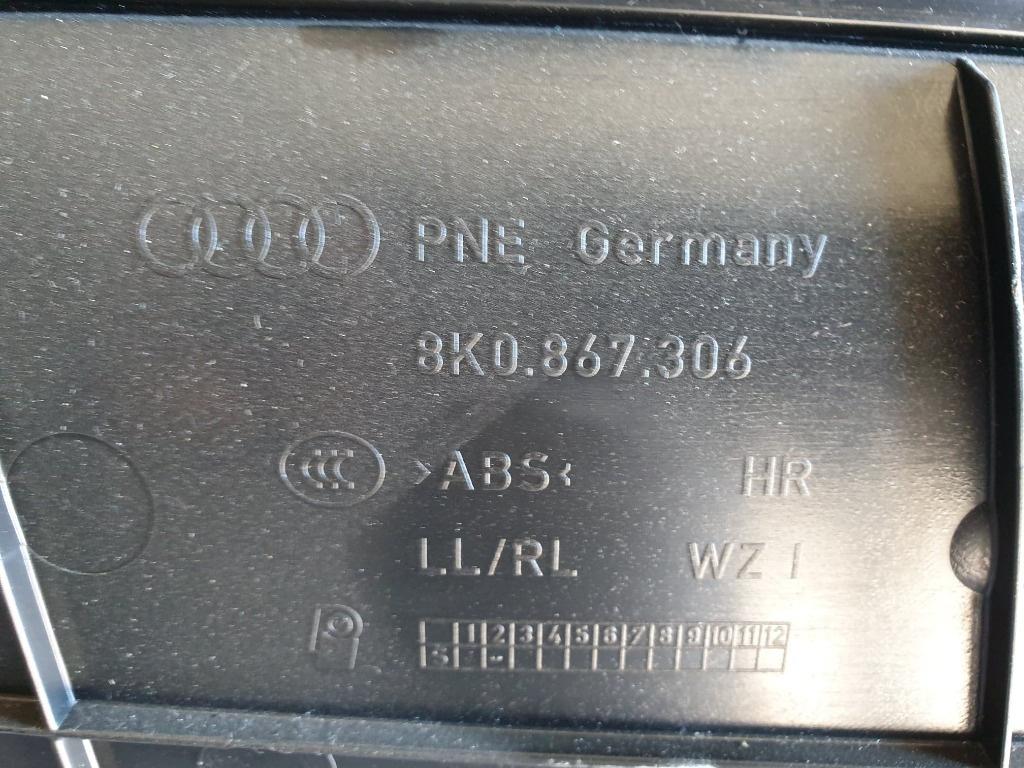 PNE Germany
8K0.867.306
CCC >ABS< HR
LL/RL WZ I
1 2 3 4 5 6 7 8 9 10 11 12